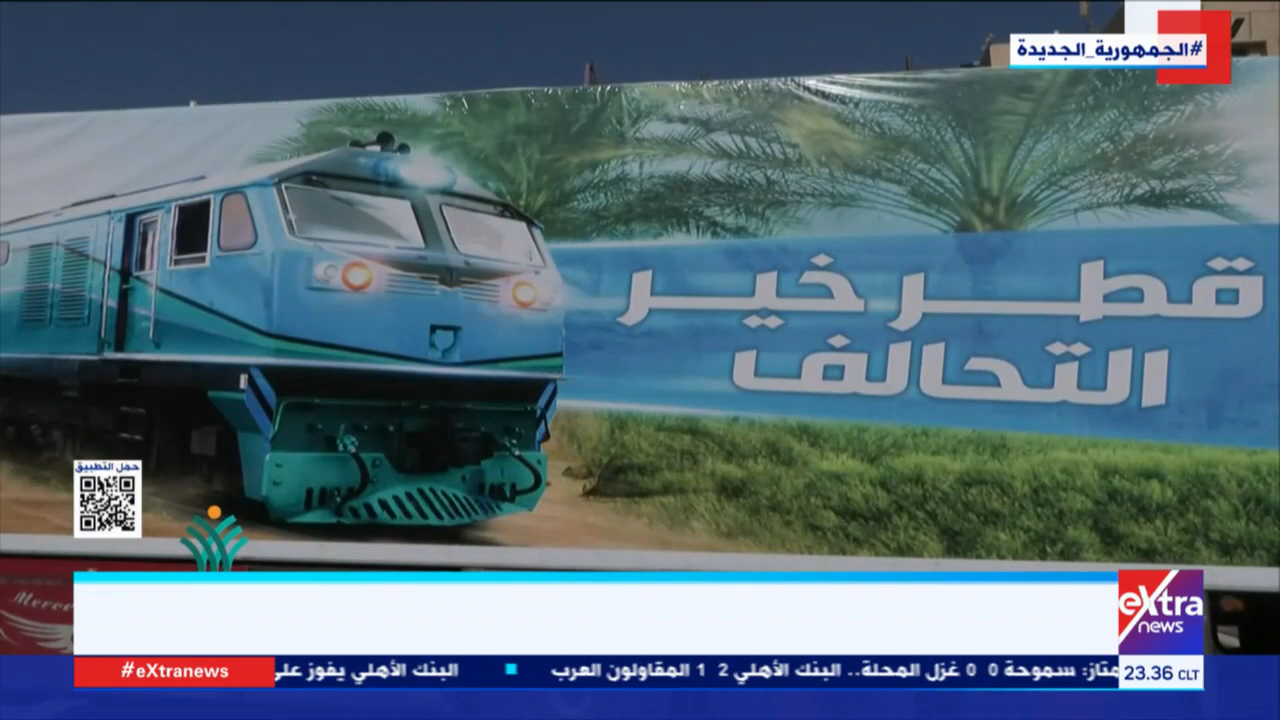 #الجمهورية_الجديدة
قطر خير
التحالف
حمل التطبيق
eXtra
news
#eXtranews
ممتاز: سموحة 0 0 غزل المحلة.. البنك الأهلي 2 1 المقاولون العرب
البنك الأهلي يفوز على
23.36 CLT